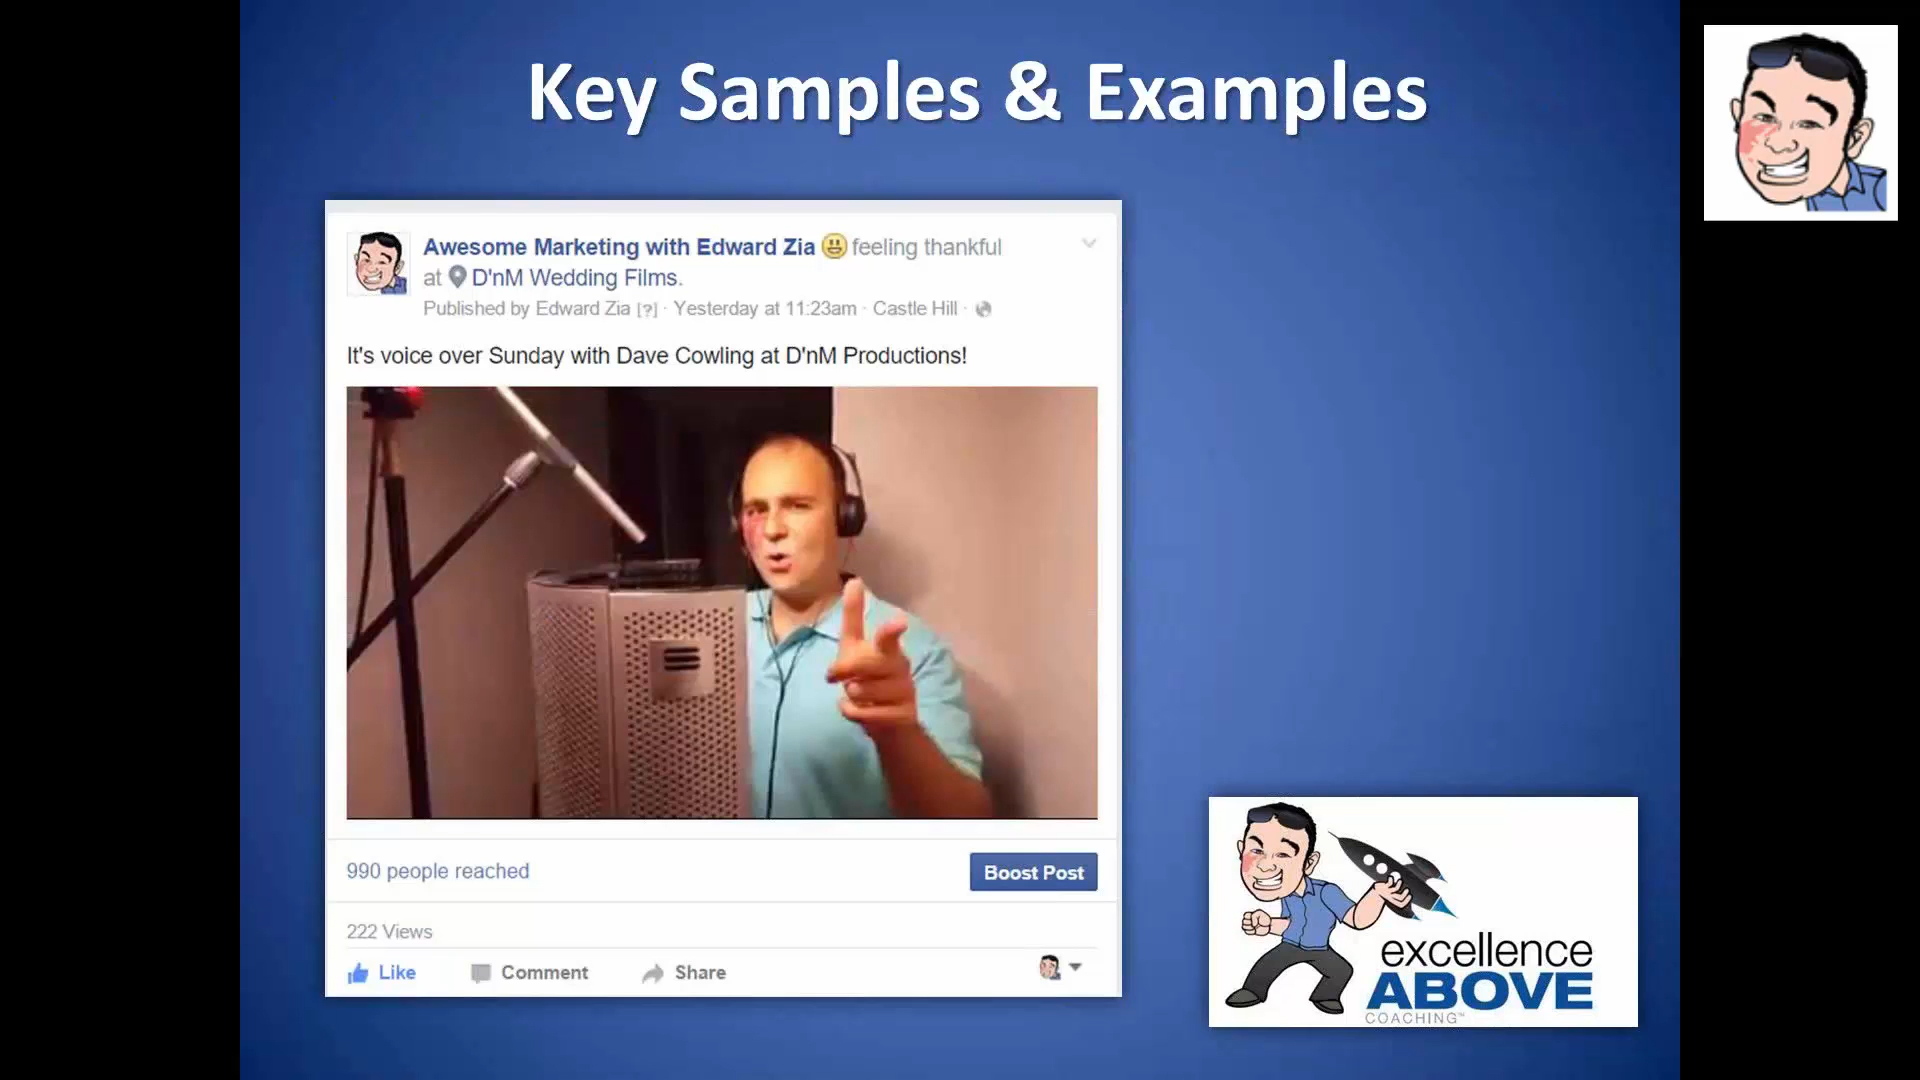 Key Samples & Examples
Awesome Marketing with Edward Zia feeling thankful
at D'nM Wedding Films.
Published by Edward Zia [?] · Yesterday at 11:23am · Castle Hill ·
It's voice over Sunday with Dave Cowling at D'nM Productions!
990 people reached
Boost Post
222 Views
Like Comment Share
excellence
ABOVE
COACHING™